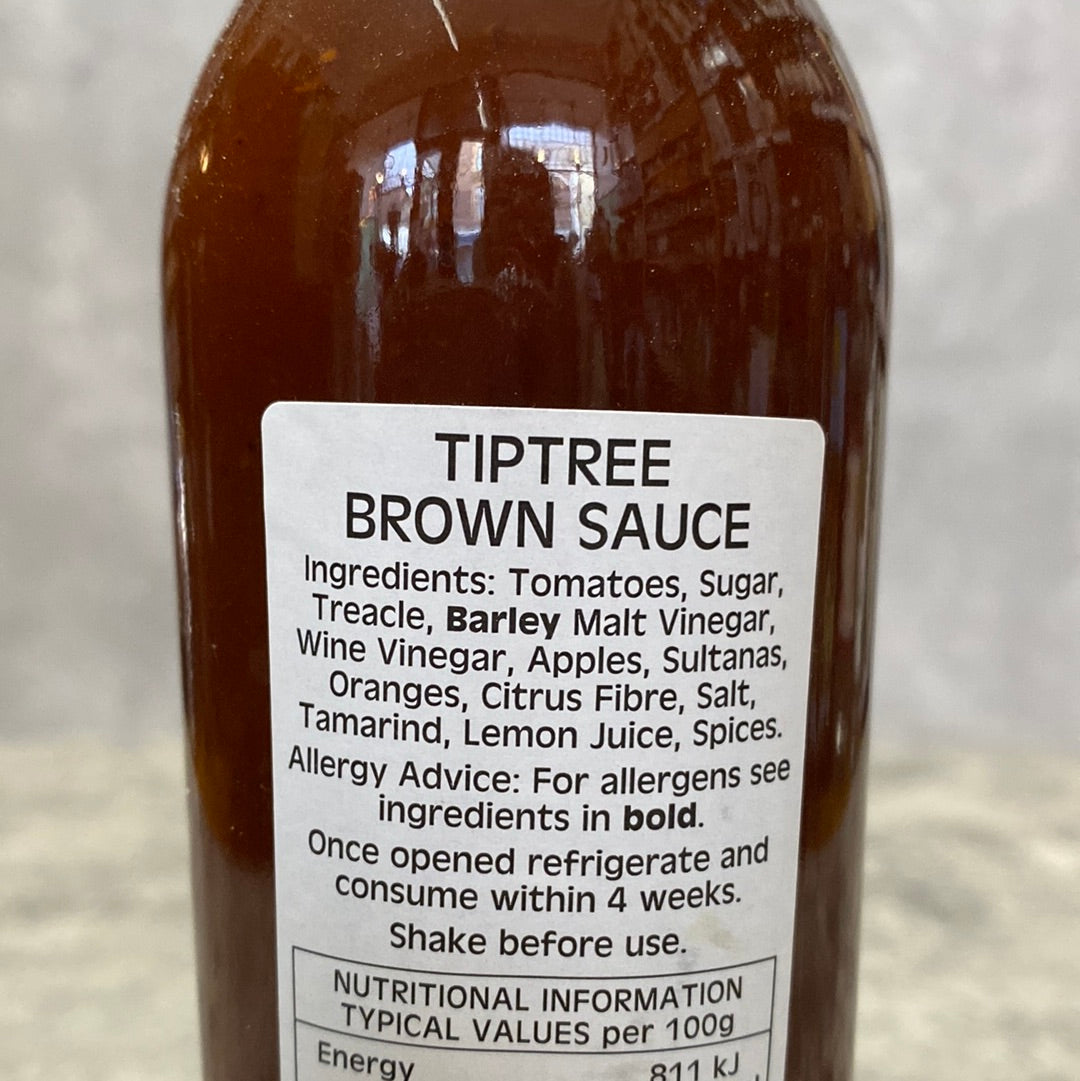 TIPTREE
BROWN SAUCE
Ingredients: Tomatoes, Sugar,
Treacle, Barley Malt Vinegar,
Wine Vinegar, Apples, Sultanas,
Oranges, Citrus Fibre, Salt,
Tamarind, Lemon Juice, Spices.
Allergy Advice: For allergens see
ingredients in bold.
Once opened refrigerate and
consume within 4 weeks.
Shake before use.
NUTRITIONAL INFORMATION
TYPICAL VALUES per 100g
Energy 811 kJ